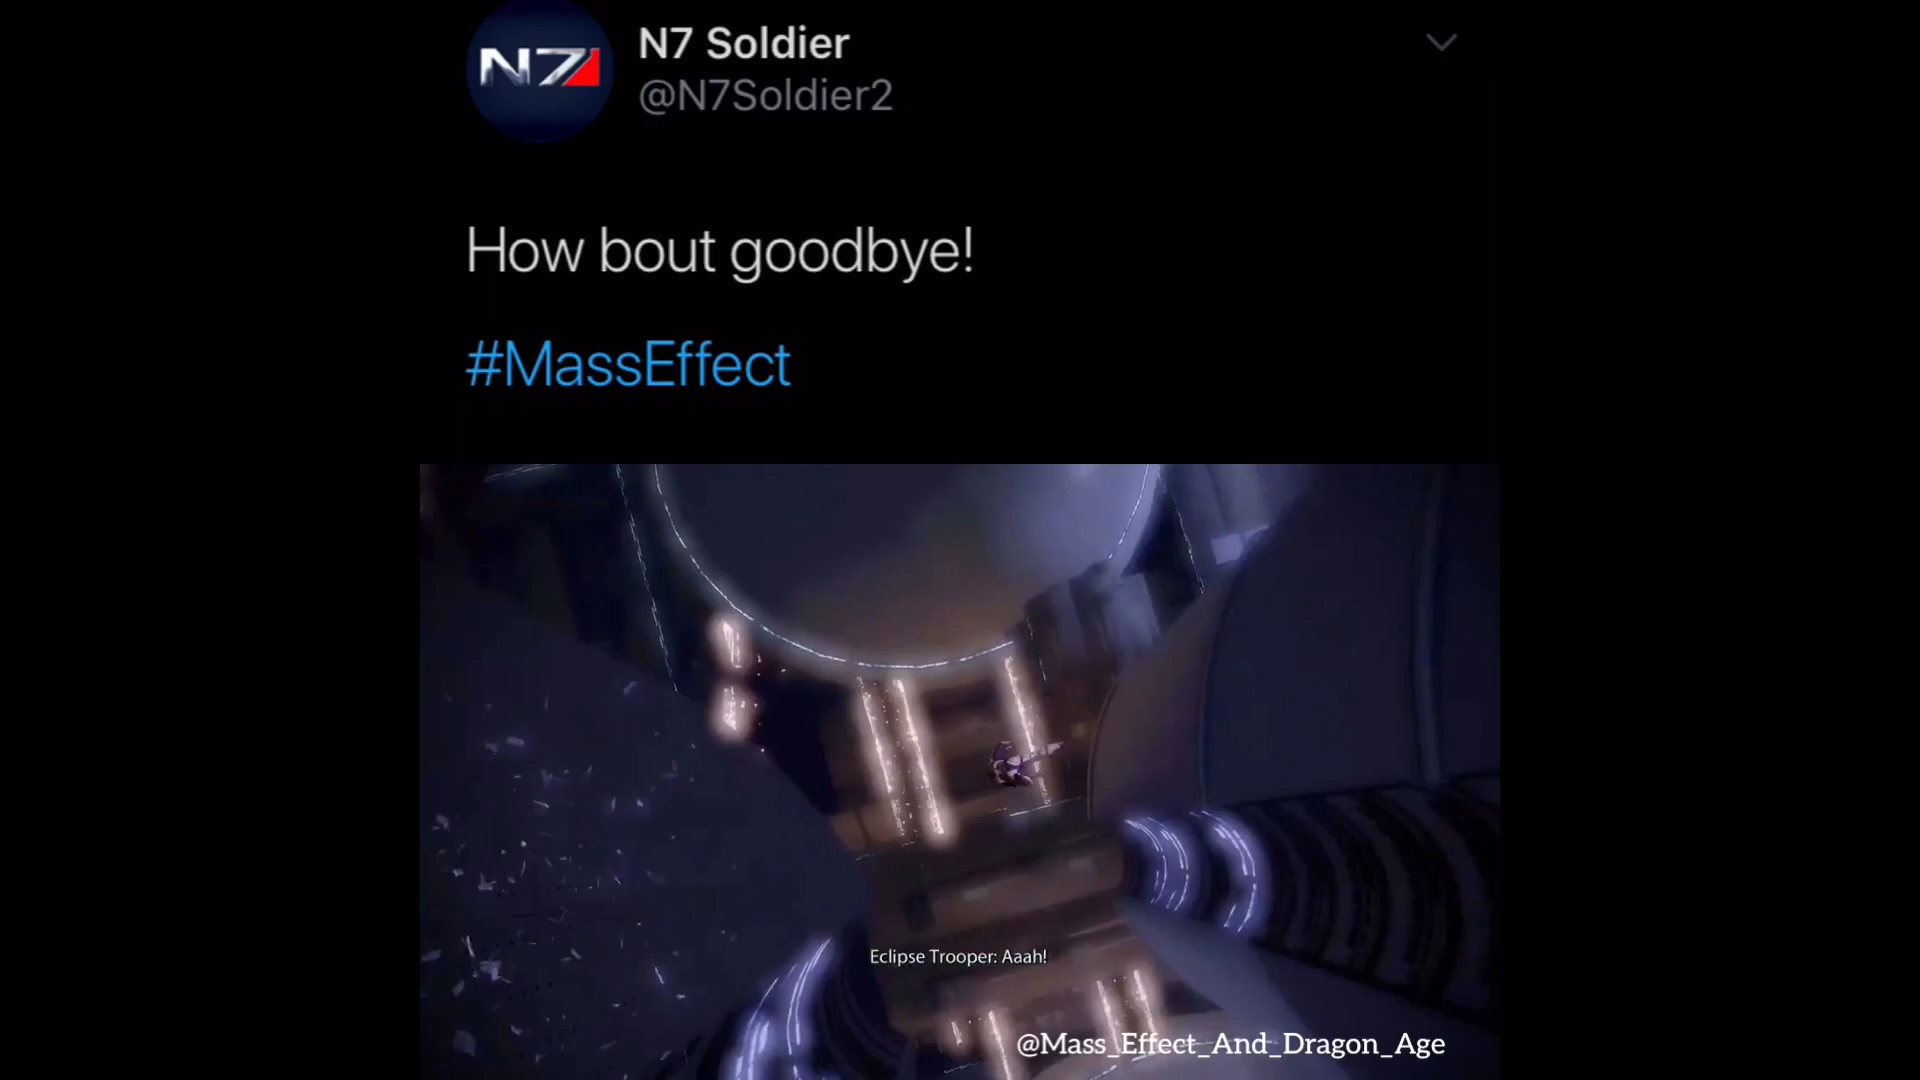 N7
N7 Soldier
@N7Soldier2
How bout goodbye!
#MassEffect
Eclipse Trooper: Aaah!
@Mass_Effect_And_Dragon_Age